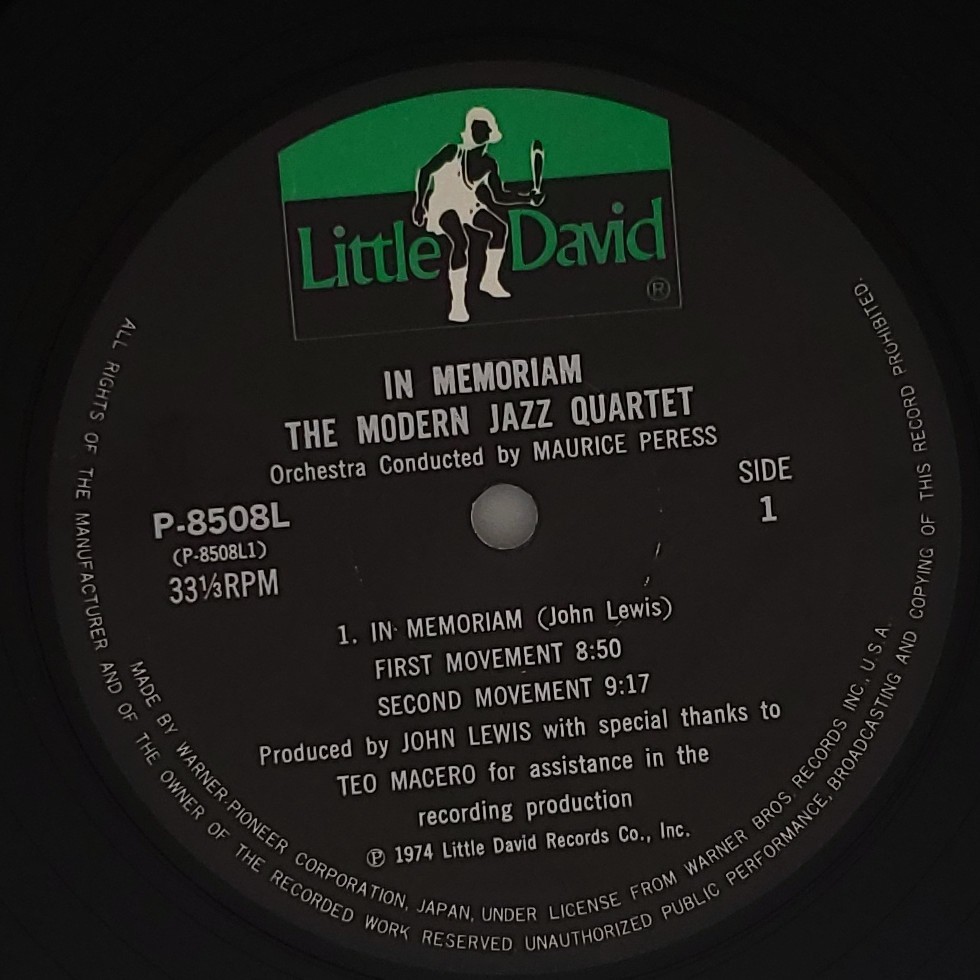 Little David
®
IN MEMORIAM
THE MODERN JAZZ QUARTET
Orchestra Conducted by MAURICE PERESS
SIDE
1
P-8508L
(P-8508L1)
33⅓RPM
1. IN MEMORIAM (John Lewis)
FIRST MOVEMENT 8:50
SECOND MOVEMENT 9:17
Produced by JOHN LEWIS with special thanks to
TEO MACERO for assistance in the
recording production
℗ 1974 Little David Records Co., Inc.
MADE BY WARNER-PIONEER CORPORATION, JAPAN, UNDER LICENSE FROM WARNER BROS RECORDS INC., U.S.A.
ALL RIGHTS OF THE MANUFACTURER AND OF THE OWNER OF THE RECORDED WORK RESERVED UNAUTHORIZED PUBLIC PERFORMANCE, BROADCASTING AND COPYING OF THIS RECORD PROHIBITED.